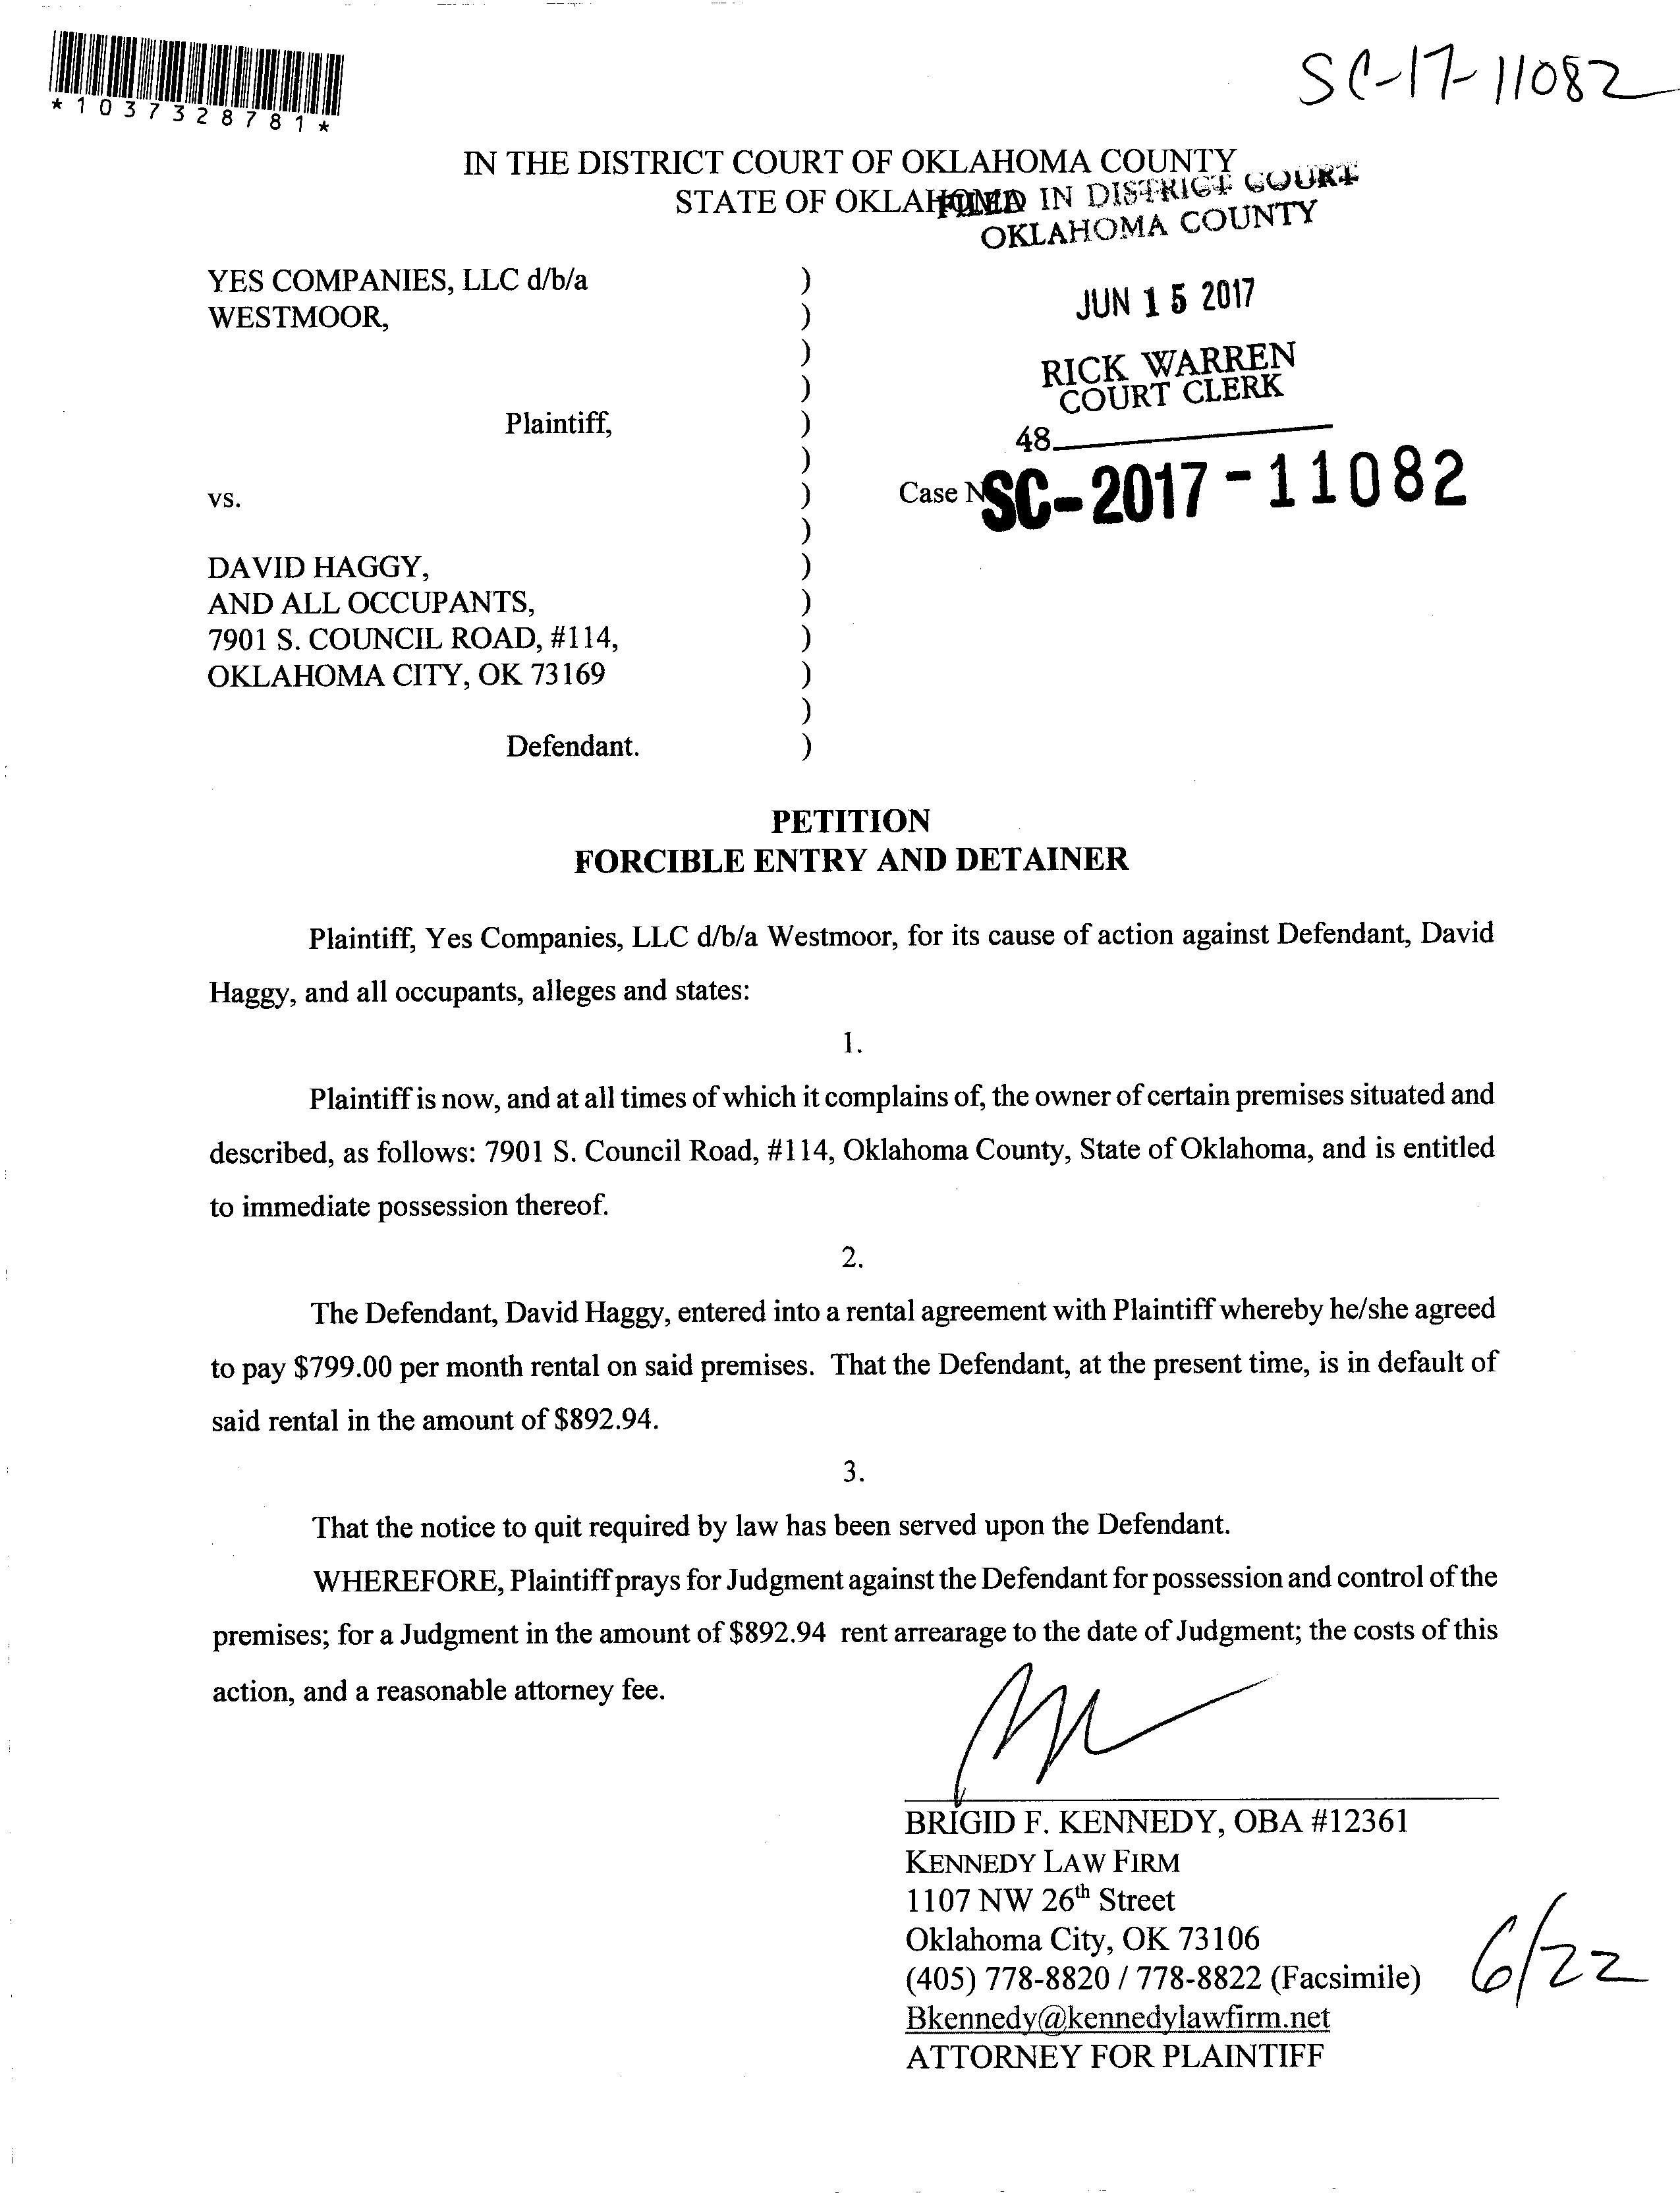 *1037328781*
SC-17-11082
IN THE DISTRICT COURT OF OKLAHOMA COUNTY
STATE OF OKLAHOMA
FILED IN DISTRICT COURT
OKLAHOMA COUNTY
JUN 15 2017
RICK WARREN
COURT CLERK
48
YES COMPANIES, LLC d/b/a )
WESTMOOR, )
)
)
Plaintiff, )
)
vs. )
Case N SC-2017-11082
)
DAVID HAGGY, )
AND ALL OCCUPANTS, )
7901 S. COUNCIL ROAD, #114, )
OKLAHOMA CITY, OK 73169 )
)
Defendant. )
PETITION
FORCIBLE ENTRY AND DETAINER
Plaintiff, Yes Companies, LLC d/b/a Westmoor, for its cause of action against Defendant, David
Haggy, and all occupants, alleges and states:
1.
Plaintiff is now, and at all times of which it complains of, the owner of certain premises situated and
described, as follows: 7901 S. Council Road, #114, Oklahoma County, State of Oklahoma, and is entitled
to immediate possession thereof.
2.
The Defendant, David Haggy, entered into a rental agreement with Plaintiff whereby he/she agreed
to pay $799.00 per month rental on said premises. That the Defendant, at the present time, is in default of
said rental in the amount of $892.94.
3.
That the notice to quit required by law has been served upon the Defendant.
WHEREFORE, Plaintiff prays for Judgment against the Defendant for possession and control of the
premises; for a Judgment in the amount of $892.94 rent arrearage to the date of Judgment; the costs of this
action, and a reasonable attorney fee.
BRIGID F. KENNEDY, OBA #12361
KENNEDY LAW FIRM
1107 NW 26th Street
Oklahoma City, OK 73106
(405) 778-8820 / 778-8822 (Facsimile)
Bkennedy@kennedylawfirm.net
ATTORNEY FOR PLAINTIFF
6/22